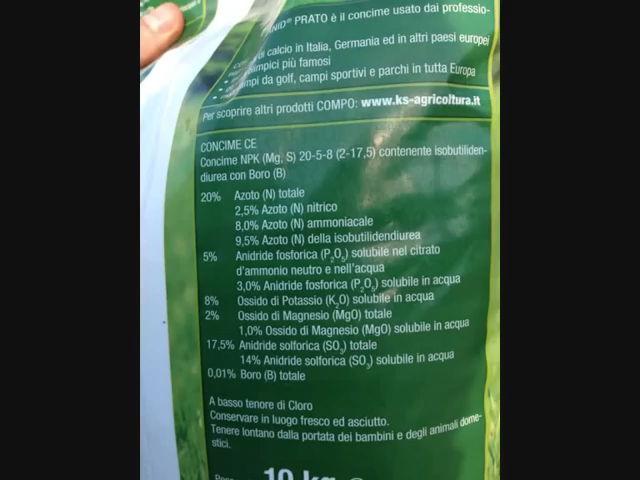 PRATO è il concime usato dai professio-
di calcio in Italia, Germania ed in altri paesi europei
più famosi
da golf, campi sportivi e parchi in tutta Europa
Per scoprire altri prodotti COMPO: www.ks-agricoltura.it
CONCIME CE
Concime NPK (Mg, S) 20-5-8 (2-17,5) contenente isobutiliden-
diurea con Boro (B)
20% Azoto (N) totale
2,5% Azoto (N) nitrico
8,0% Azoto (N) ammoniacale
9,5% Azoto (N) della isobutilidendiurea
5% Anidride fosforica (P2O5) solubile nel citrato
d'ammonio neutro e nell'acqua
3,0% Anidride fosforica (P2O5) solubile in acqua
8% Ossido di Potassio (K2O) solubile in acqua
2% Ossido di Magnesio (MgO) totale
1,0% Ossido di Magnesio (MgO) solubile in acqua
17,5% Anidride solforica (SO3) totale
14% Anidride solforica (SO3) solubile in acqua
0,01% Boro (B) totale
A basso tenore di Cloro
Conservare in luogo fresco ed asciutto.
Tenere lontano dalla portata dei bambini e degli animali dome-
stici.
10 kg